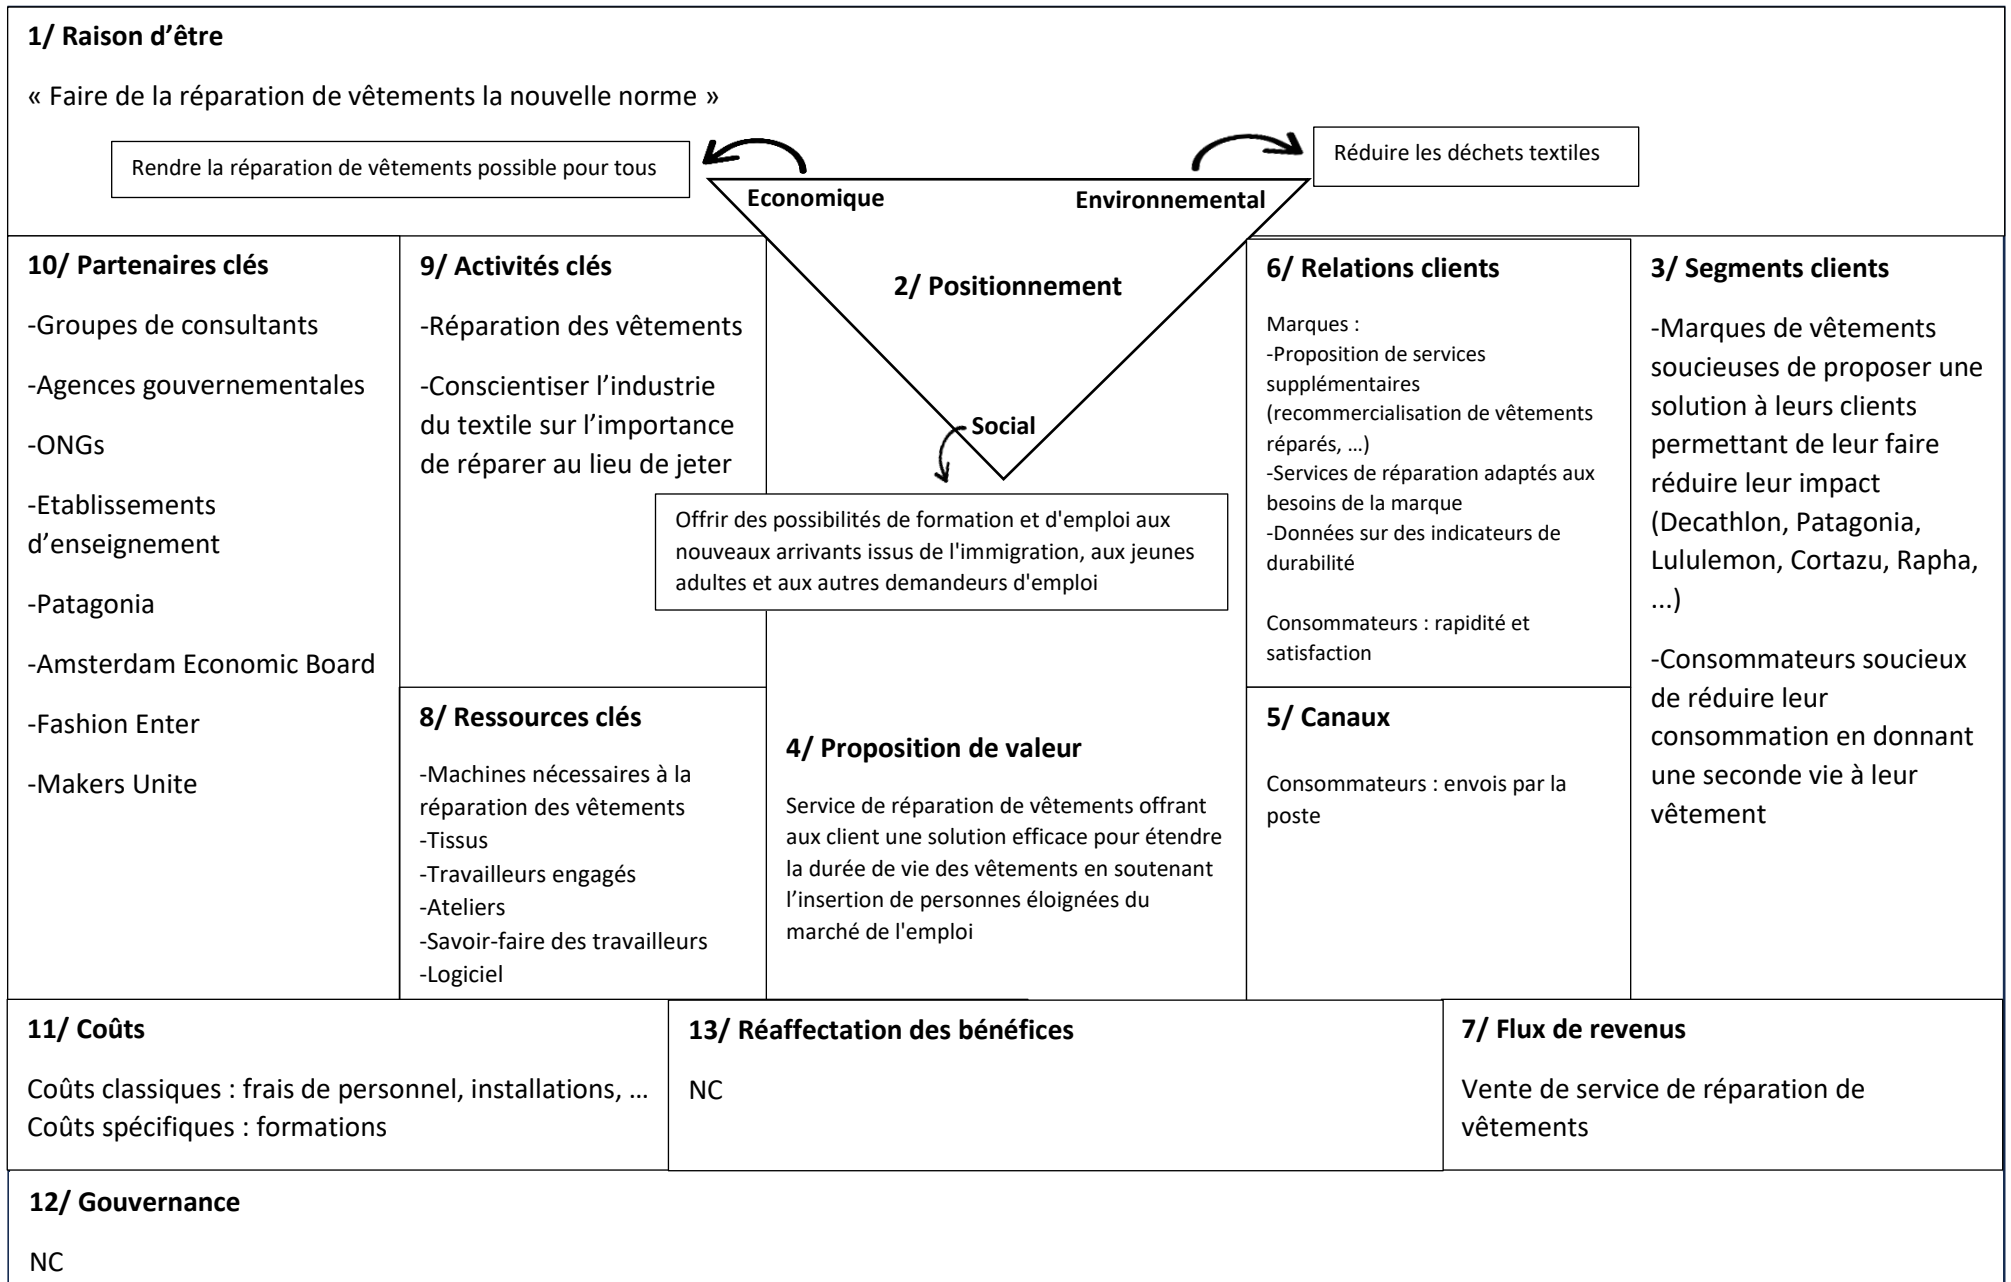 1/ Raison d’être
« Faire de la réparation de vêtements la nouvelle norme »
Rendre la réparation de vêtements possible pour tous
Réduire les déchets textiles
Economique
Environnemental
2/ Positionnement
Social
Offrir des possibilités de formation et d'emploi aux
nouveaux arrivants issus de l'immigration, aux jeunes
adultes et aux autres demandeurs d'emploi
10/ Partenaires clés
-Groupes de consultants
-Agences gouvernementales
-ONGs
-Etablissements
d’enseignement
-Patagonia
-Amsterdam Economic Board
-Fashion Enter
-Makers Unite
9/ Activités clés
-Réparation des vêtements
-Conscientiser l’industrie
du textile sur l’importance
de réparer au lieu de jeter
8/ Ressources clés
-Machines nécessaires à la
réparation des vêtements
-Tissus
-Travailleurs engagés
-Ateliers
-Savoir-faire des travailleurs
-Logiciel
4/ Proposition de valeur
Service de réparation de vêtements offrant
aux client une solution efficace pour étendre
la durée de vie des vêtements en soutenant
l’insertion de personnes éloignées du
marché de l'emploi
6/ Relations clients
Marques :
-Proposition de services
supplémentaires
(recommercialisation de vêtements
réparés, …)
-Services de réparation adaptés aux
besoins de la marque
-Données sur des indicateurs de
durabilité
Consommateurs : rapidité et
satisfaction
5/ Canaux
Consommateurs : envois par la
poste
3/ Segments clients
-Marques de vêtements
soucieuses de proposer une
solution à leurs clients
permettant de leur faire
réduire leur impact
(Decathlon, Patagonia,
Lululemon, Cortazu, Rapha,
...)
-Consommateurs soucieux
de réduire leur
consommation en donnant
une seconde vie à leur
vêtement
11/ Coûts
Coûts classiques : frais de personnel, installations, …
Coûts spécifiques : formations
13/ Réaffectation des bénéfices
NC
7/ Flux de revenus
Vente de service de réparation de
vêtements
12/ Gouvernance
NC